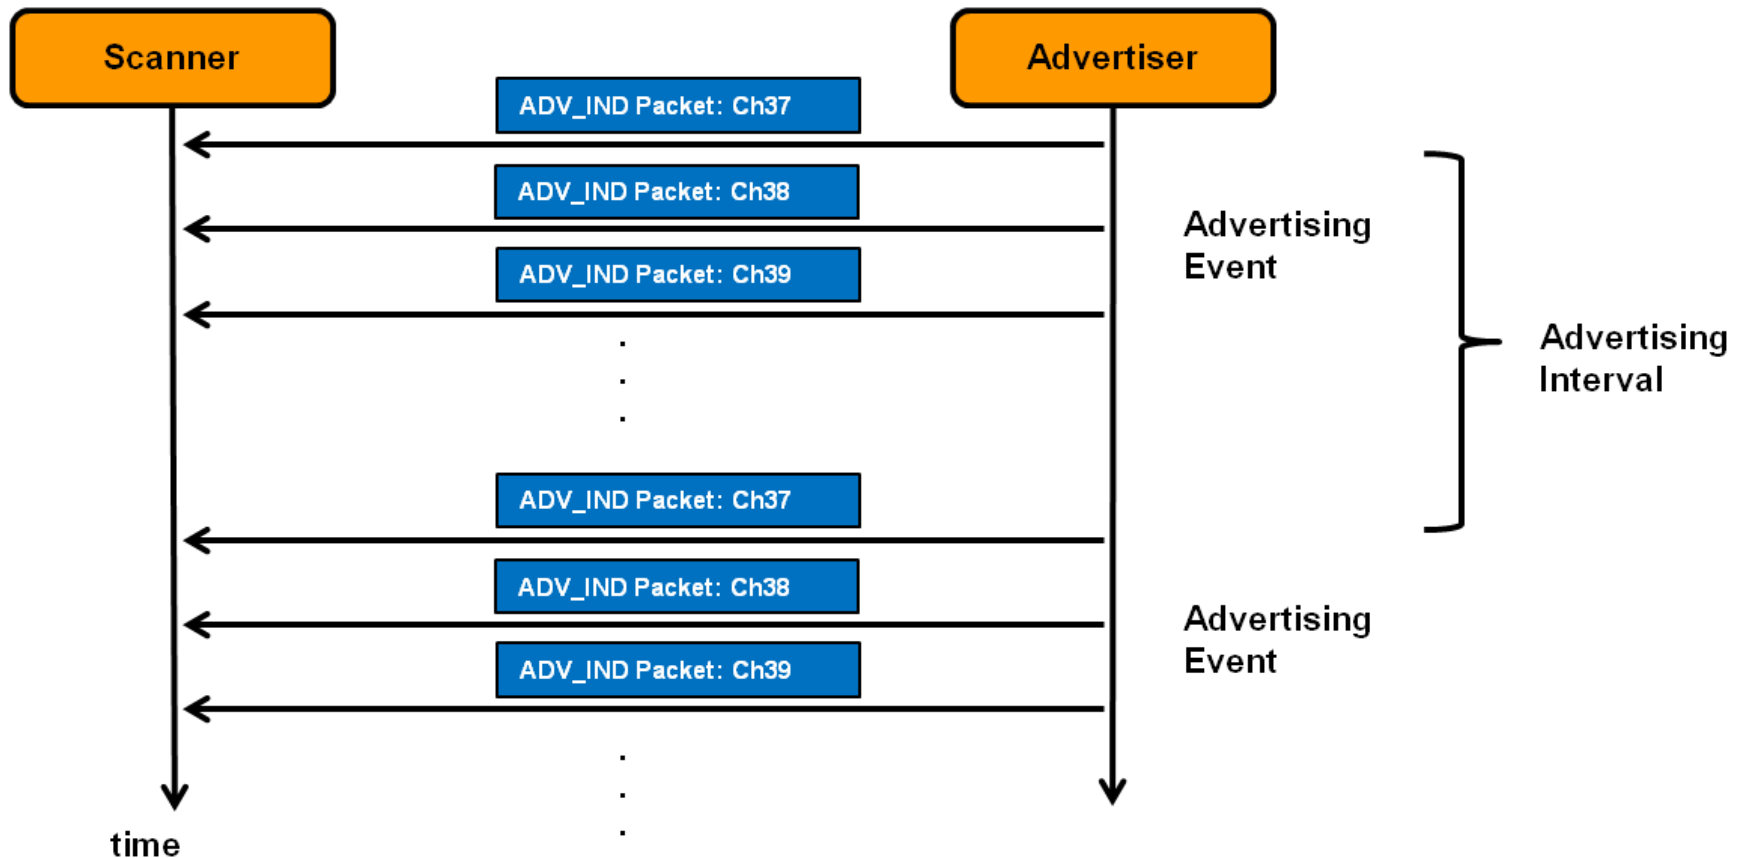 Scanner
Advertiser
ADV_IND Packet: Ch37
ADV_IND Packet: Ch38
Advertising
Event
ADV_IND Packet: Ch39
Advertising
Interval
.
.
.
ADV_IND Packet: Ch37
ADV_IND Packet: Ch38
Advertising
Event
ADV_IND Packet: Ch39
.
.
.
time